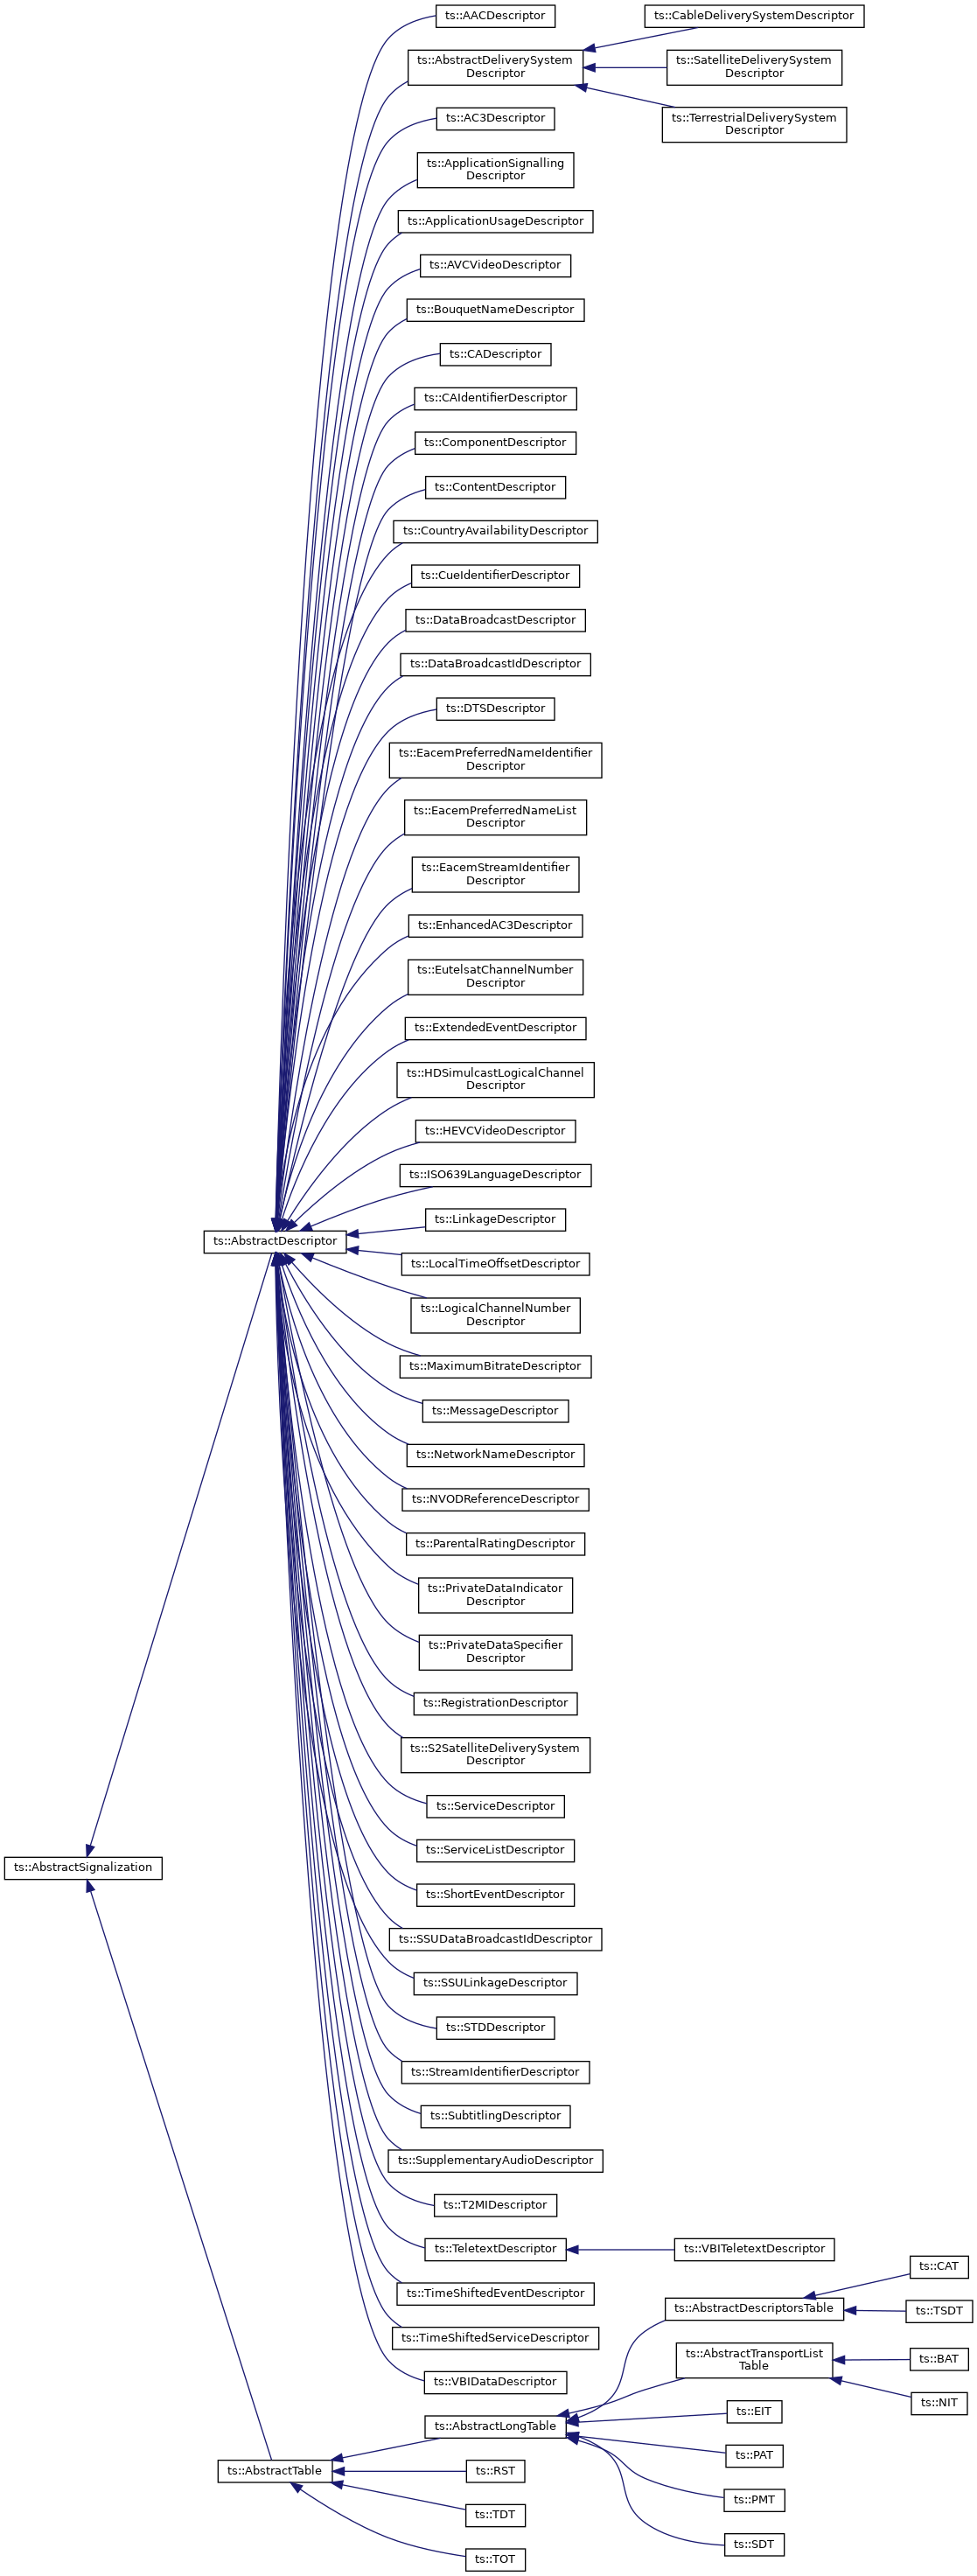 ts::AACDescriptor
ts::CableDeliverySystemDescriptor
ts::AbstractDeliverySystem
Descriptor
ts::SatelliteDeliverySystem
Descriptor
ts::TerrestrialDeliverySystem
Descriptor
ts::AC3Descriptor
ts::ApplicationSignalling
Descriptor
ts::ApplicationUsageDescriptor
ts::AVCVideoDescriptor
ts::BouquetNameDescriptor
ts::CADescriptor
ts::CAIdentifierDescriptor
ts::ComponentDescriptor
ts::ContentDescriptor
ts::CountryAvailabilityDescriptor
ts::CueIdentifierDescriptor
ts::DataBroadcastDescriptor
ts::DataBroadcastIdDescriptor
ts::DTSDescriptor
ts::EacemPreferredNameIdentifier
Descriptor
ts::EacemPreferredNameList
Descriptor
ts::EacemStreamIdentifier
Descriptor
ts::EnhancedAC3Descriptor
ts::EutelsatChannelNumber
Descriptor
ts::ExtendedEventDescriptor
ts::HDSimulcastLogicalChannel
Descriptor
ts::HEVCVideoDescriptor
ts::ISO639LanguageDescriptor
ts::LinkageDescriptor
ts::AbstractDescriptor
ts::LocalTimeOffsetDescriptor
ts::LogicalChannelNumber
Descriptor
ts::MaximumBitrateDescriptor
ts::MessageDescriptor
ts::NetworkNameDescriptor
ts::NVODReferenceDescriptor
ts::ParentalRatingDescriptor
ts::PrivateDataIndicator
Descriptor
ts::PrivateDataSpecifier
Descriptor
ts::RegistrationDescriptor
ts::S2SatelliteDeliverySystem
Descriptor
ts::ServiceDescriptor
ts::ServiceListDescriptor
ts::AbstractSignalization
ts::ShortEventDescriptor
ts::SSUDataBroadcastIdDescriptor
ts::SSULinkageDescriptor
ts::STDDescriptor
ts::StreamIdentifierDescriptor
ts::SubtitlingDescriptor
ts::SupplementaryAudioDescriptor
ts::T2MIDescriptor
ts::TeletextDescriptor
ts::VBITeletextDescriptor
ts::TimeShiftedEventDescriptor
ts::TimeShiftedServiceDescriptor
ts::VBIDataDescriptor
ts::CAT
ts::AbstractDescriptorsTable
ts::TSDT
ts::AbstractTransportList
Table
ts::BAT
ts::NIT
ts::AbstractLongTable
ts::EIT
ts::PAT
ts::AbstractTable
ts::RST
ts::PMT
ts::TDT
ts::SDT
ts::TOT